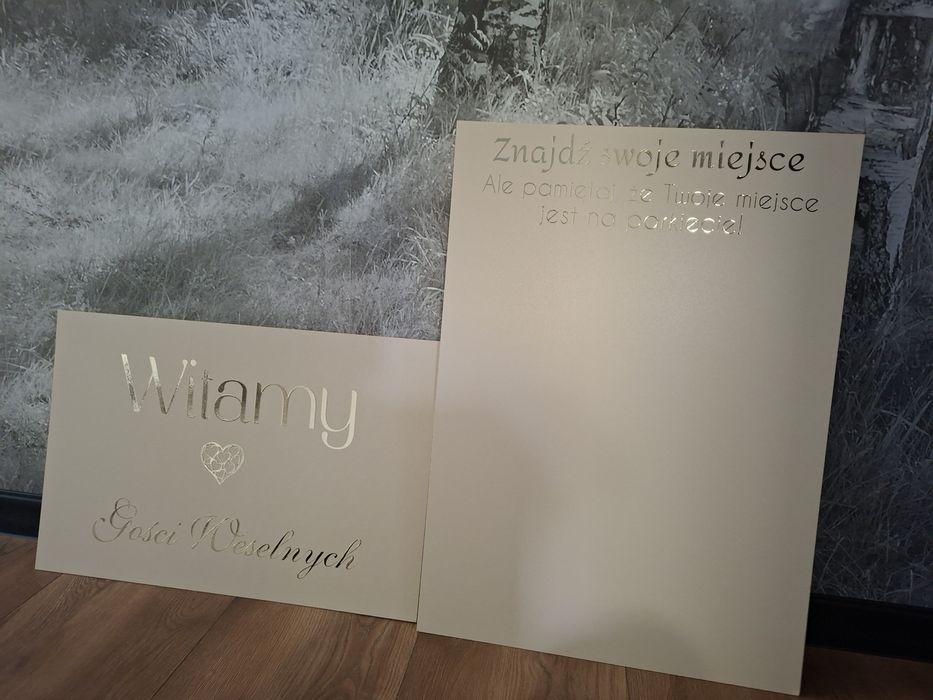 Witamy
Gości Weselnych
Znajdź swoje miejsce
Ale pamiętaj, że Twoje miejsce
jest na parkiecie!